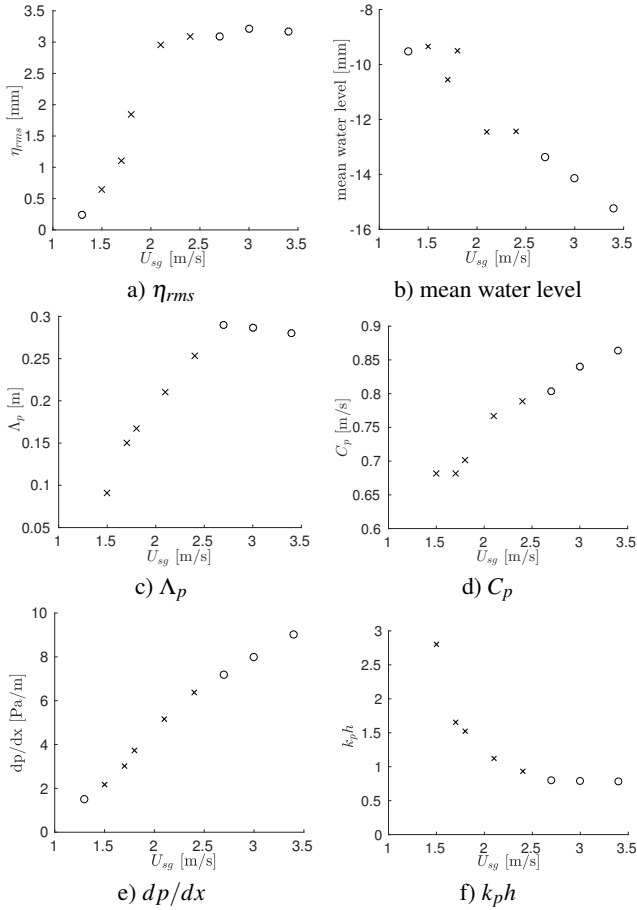 3.5
3
2.5
2
1.5
1
0.5
0
η_rms [mm]
1 1.5 2 2.5 3 3.5
U_sg [m/s]
a) η_rms
-8
-10
-12
-14
-16
mean water level [mm]
1 1.5 2 2.5 3 3.5
U_sg [m/s]
b) mean water level
0.3
0.25
0.2
0.15
0.1
0.05
Λ_p [m]
1 1.5 2 2.5 3 3.5
U_sg [m/s]
c) Λ_p
0.9
0.85
0.8
0.75
0.7
0.65
0.6
C_p [m/s]
1 1.5 2 2.5 3 3.5
U_sg [m/s]
d) C_p
10
8
6
4
2
0
dp/dx [Pa/m]
1 1.5 2 2.5 3 3.5
U_sg [m/s]
e) dp/dx
3
2.5
2
1.5
1
0.5
0
k_p h
1 1.5 2 2.5 3 3.5
U_sg [m/s]
f) k_p h